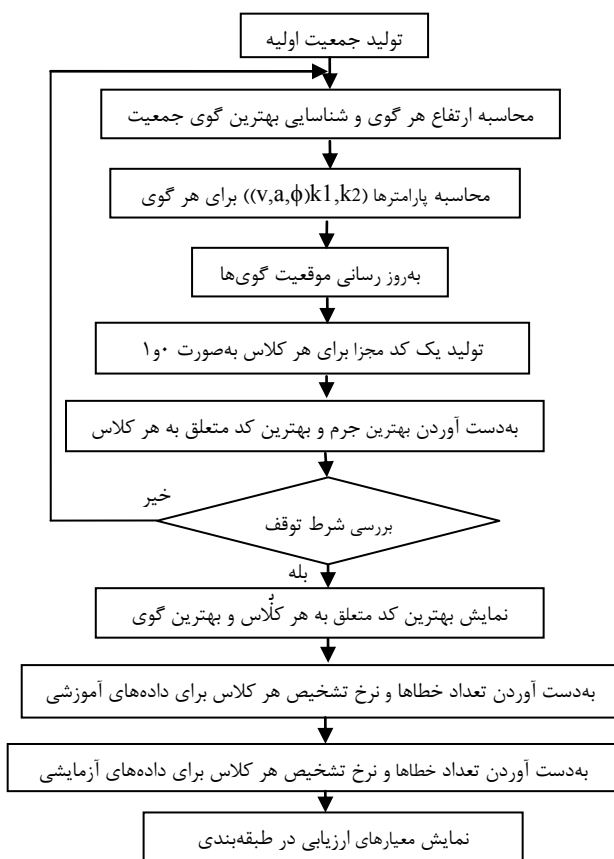 تولید جمعیت اولیه
محاسبه ارتفاع هر گوی و شناسایی بهترین گوی جمعیت
محاسبه پارامترها (k1,k2(v,a,ϕ)) برای هر گوی
به‌روز رسانی موقعیت گوی‌ها
تولید یک کد مجزا برای هر کلاس به‌صورت ۰و۱
به‌دست آوردن بهترین جرم و بهترین کد متعلق به هر کلاس
خیر
بررسی شرط توقف
بله
نمایش بهترین کد متعلق به هر کلاس و بهترین گوی
به‌دست آوردن تعداد خطاها و نرخ تشخیص هر کلاس برای داده‌های آموزشی
به‌دست آوردن تعداد خطاها و نرخ تشخیص هر کلاس برای داده‌های آزمایشی
نمایش معیارهای ارزیابی در طبقه‌بندی